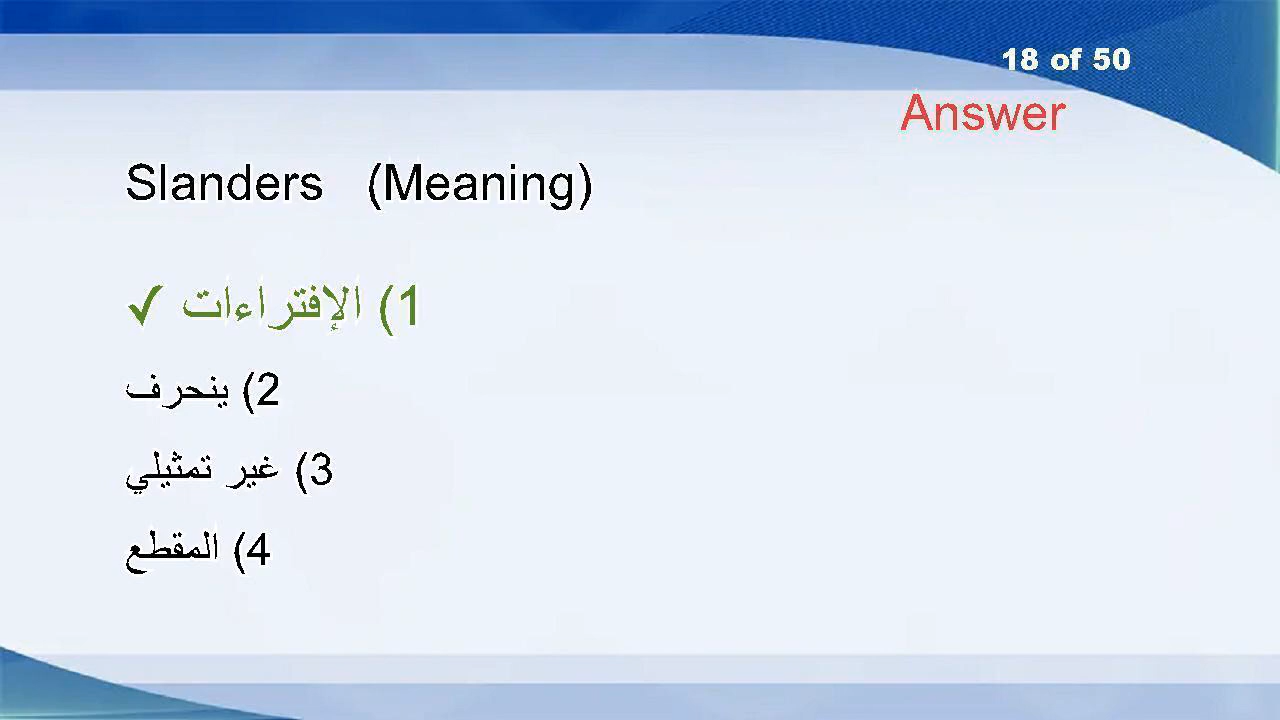 18 of 50
Answer
Slanders (Meaning)
1) الإفتراءات ✓
2) ينحرف
3) غير تمثيلي
4) المقطع